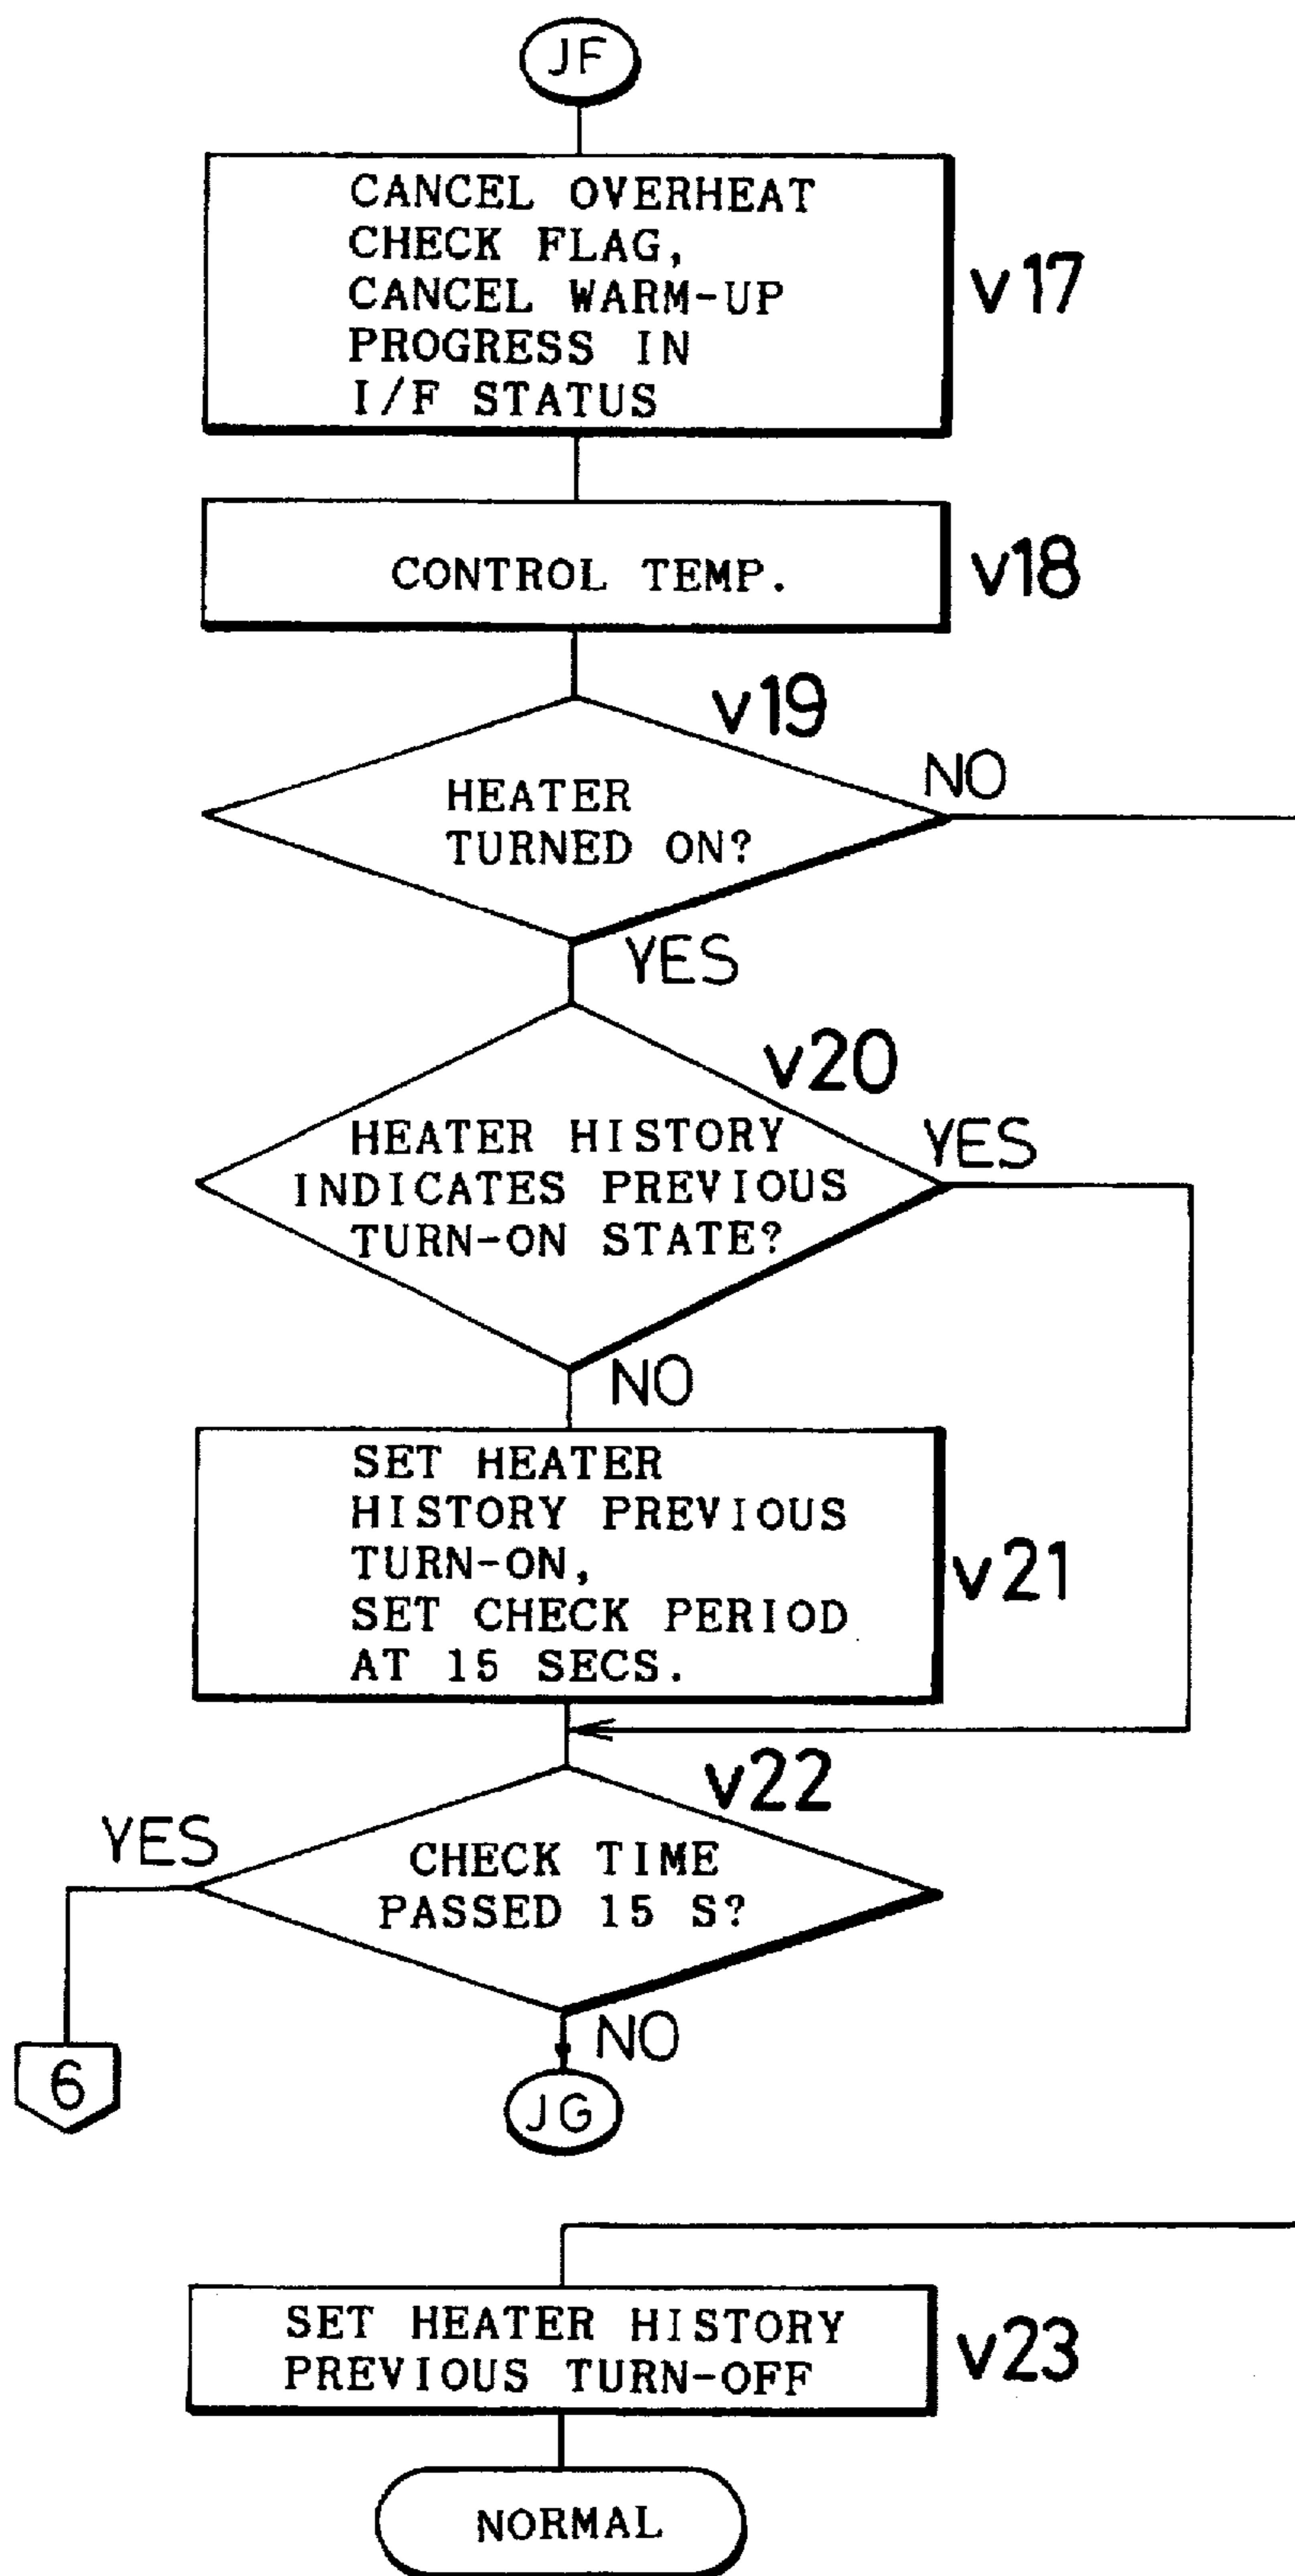 JF
CANCEL OVERHEAT
CHECK FLAG,
CANCEL WARM-UP
PROGRESS IN
I/F STATUS
v17
CONTROL TEMP.
v18
v19
HEATER
TURNED ON?
NO
YES
v20
HEATER HISTORY
INDICATES PREVIOUS
TURN-ON STATE?
YES
NO
SET HEATER
HISTORY PREVIOUS
TURN-ON,
SET CHECK PERIOD
AT 15 SECS.
v21
v22
YES
CHECK TIME
PASSED 15 S?
NO
6
JG
SET HEATER HISTORY
PREVIOUS TURN-OFF
v23
NORMAL